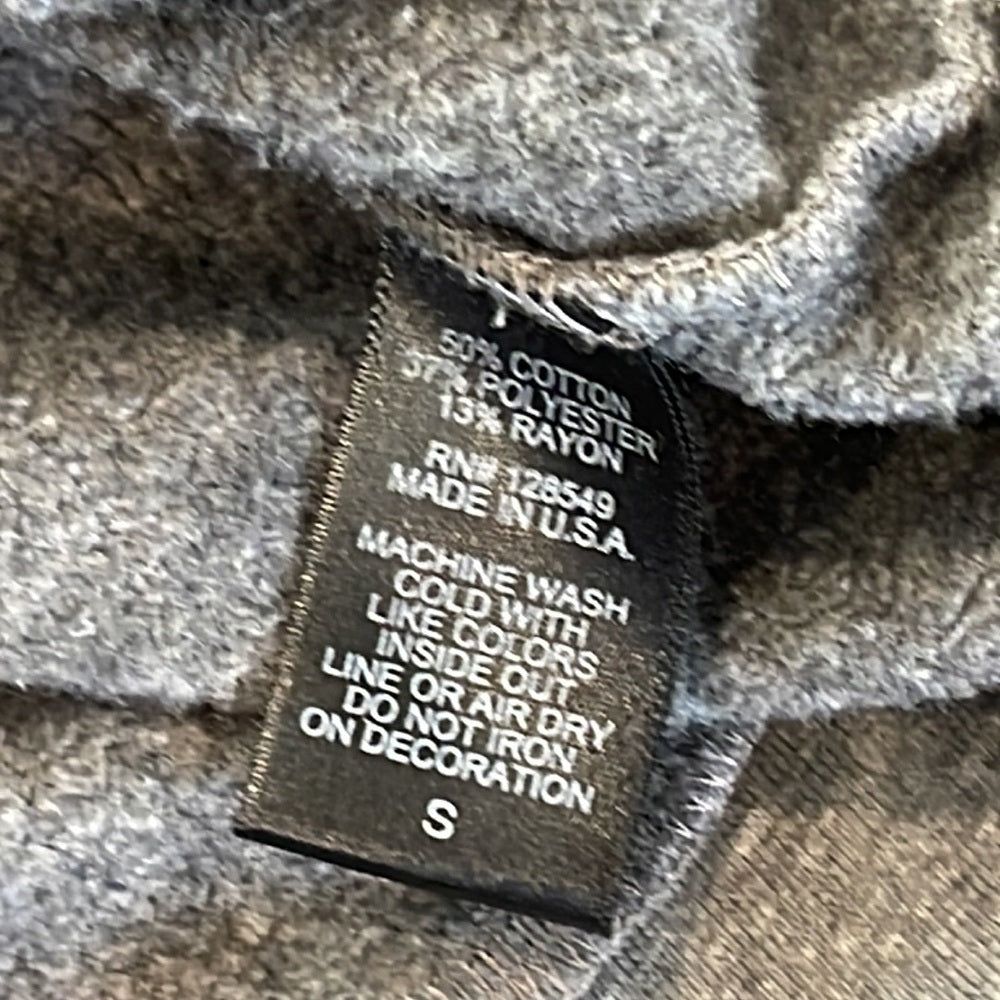 50% COTTON
37% POLYESTER
13% RAYON
RN# 128549
MADE IN U.S.A.
MACHINE WASH
COLD WITH
LIKE COLORS
INSIDE OUT
LINE OR AIR DRY
DO NOT IRON
ON DECORATION
S